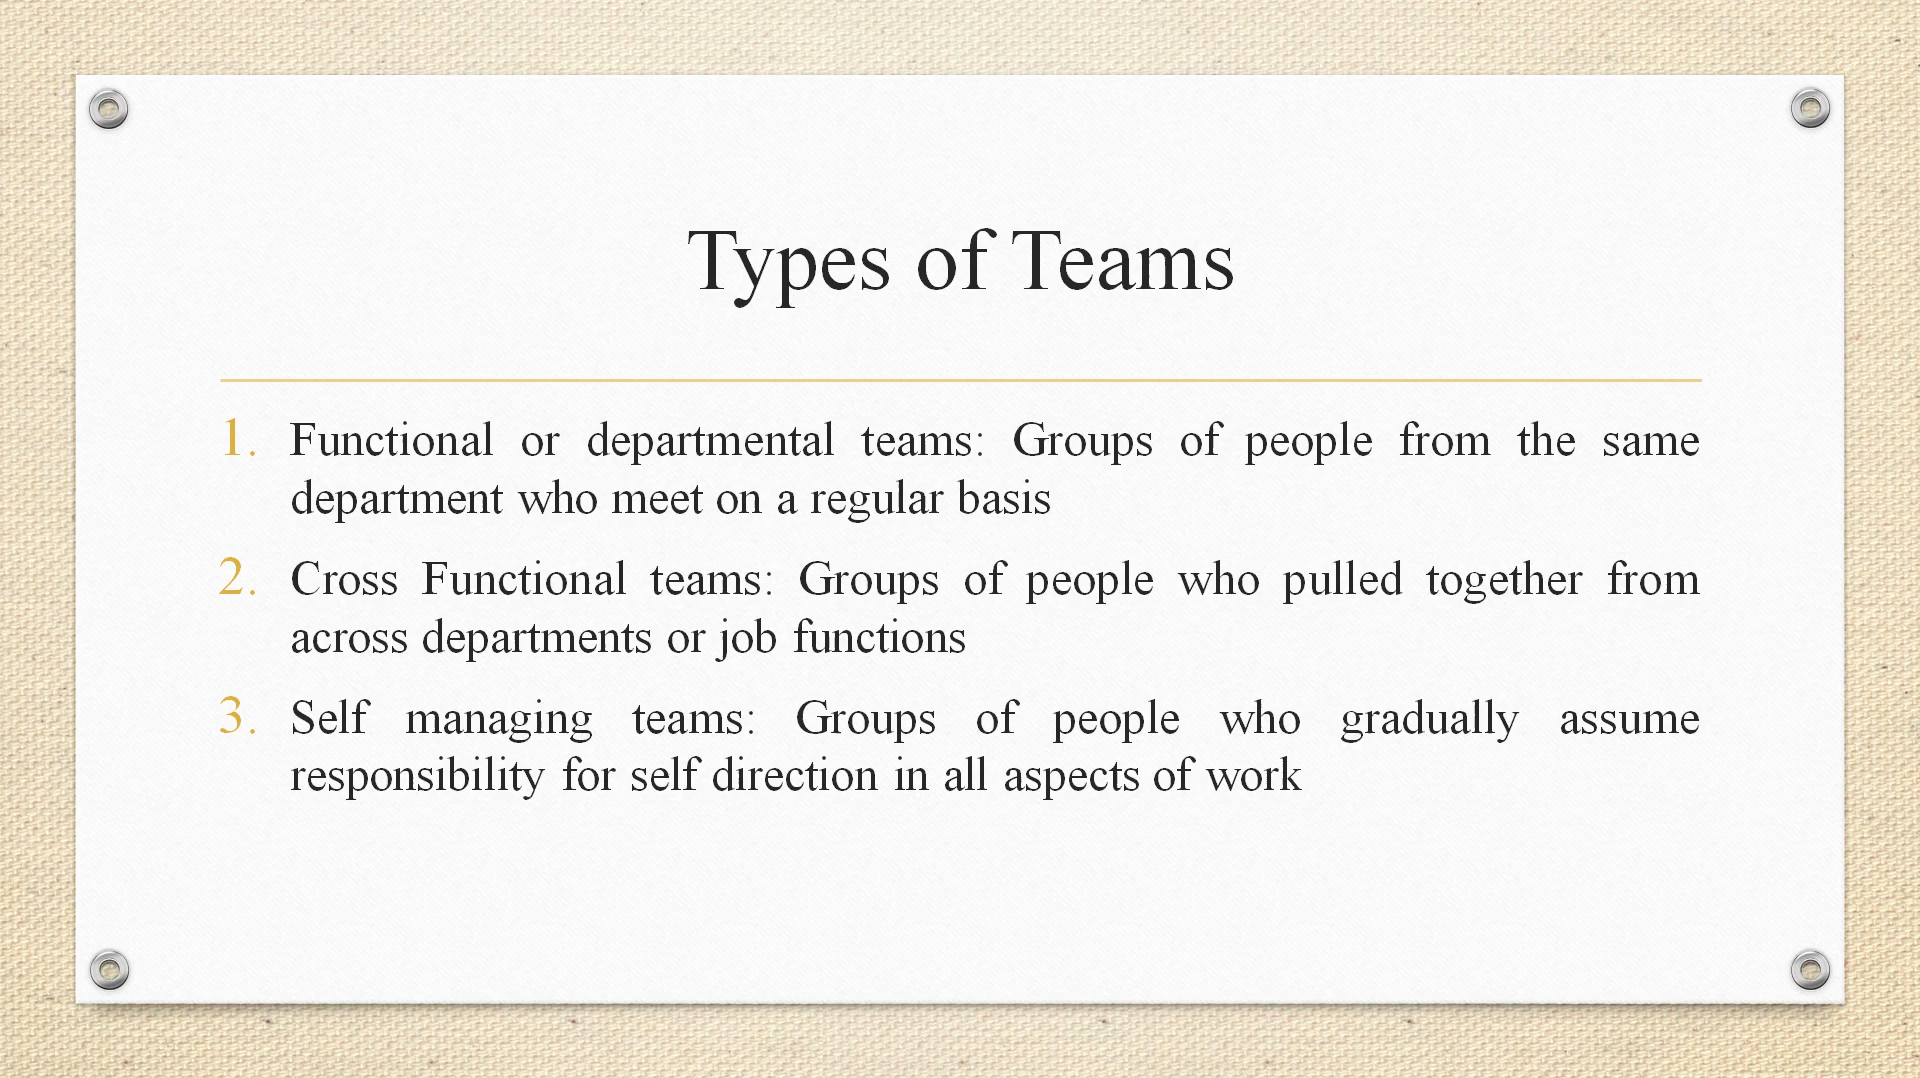 Types of Teams
1. Functional or departmental teams: Groups of people from the same
department who meet on a regular basis
2. Cross Functional teams: Groups of people who pulled together from
across departments or job functions
3. Self managing teams: Groups of people who gradually assume
responsibility for self direction in all aspects of work